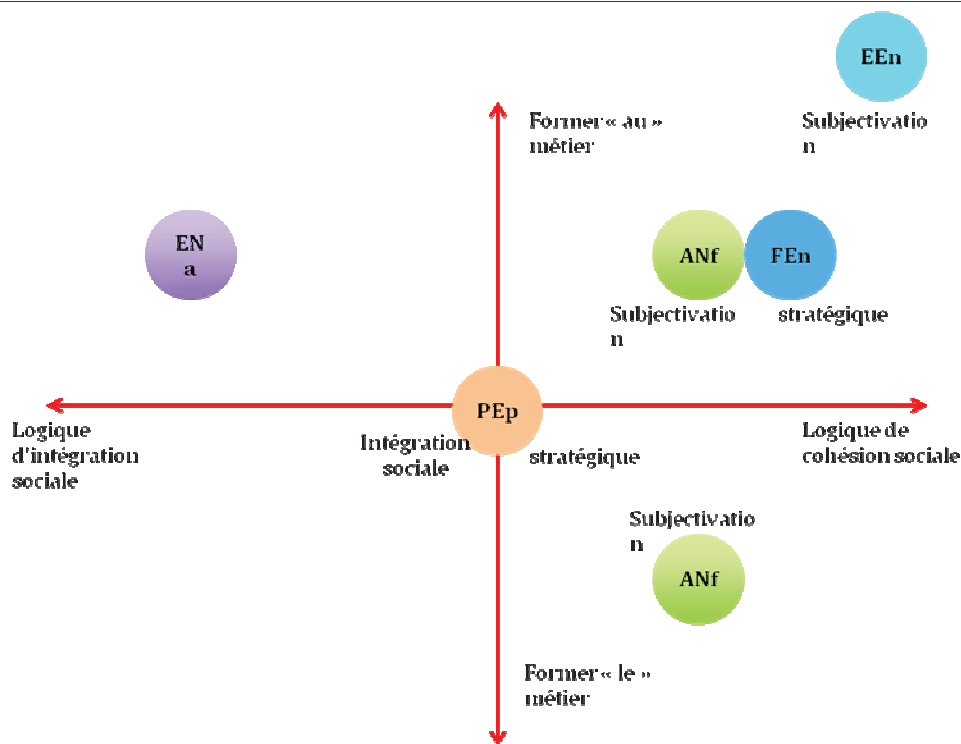 EEn
Former « au »
métier
Subjectivatio
n
EN
a
ANf
FEn
Subjectivatio
n
stratégique
PEp
Logique
d'intégration
sociale
Intégration
sociale
stratégique
Logique de
cohésion sociale
Subjectivatio
n
ANf
Former « le »
métier